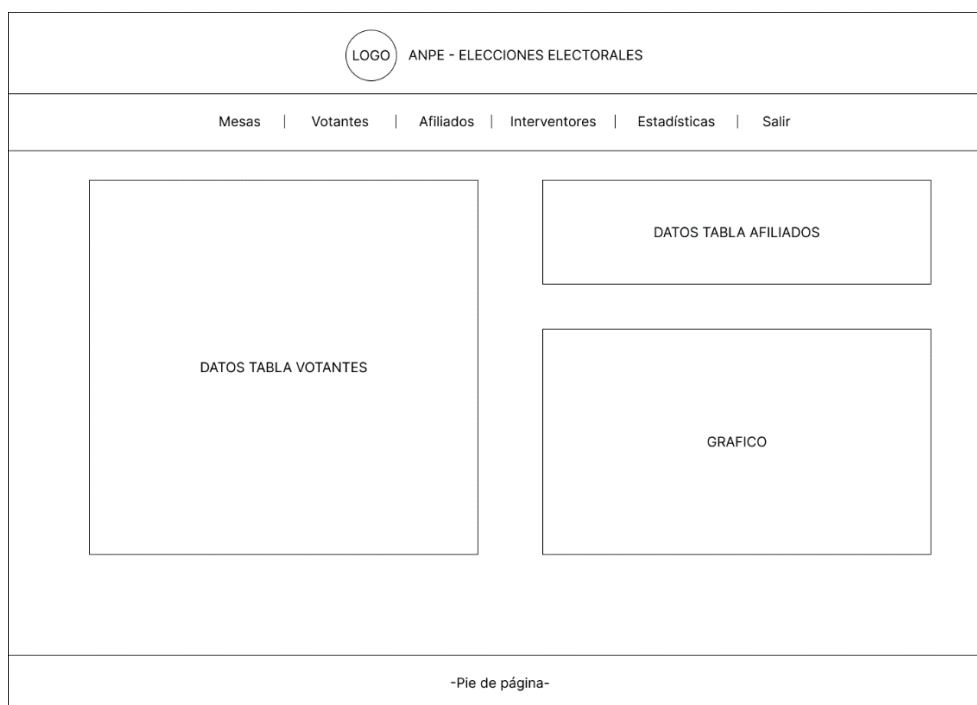 LOGO ANPE - ELECCIONES ELECTORALES
Mesas | Votantes | Afiliados | Interventores | Estadísticas | Salir
DATOS TABLA VOTANTES
DATOS TABLA AFILIADOS
GRAFICO
-Pie de página-